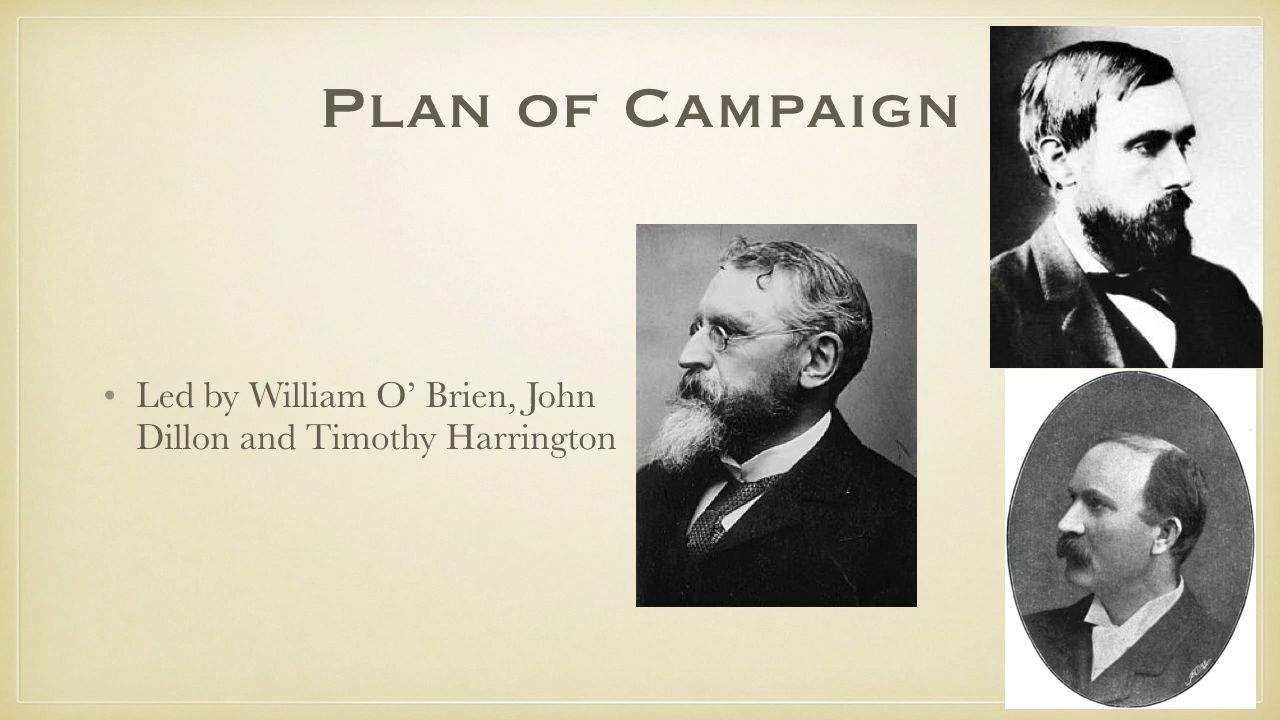 Plan of Campaign
• Led by William O’ Brien, John
Dillon and Timothy Harrington